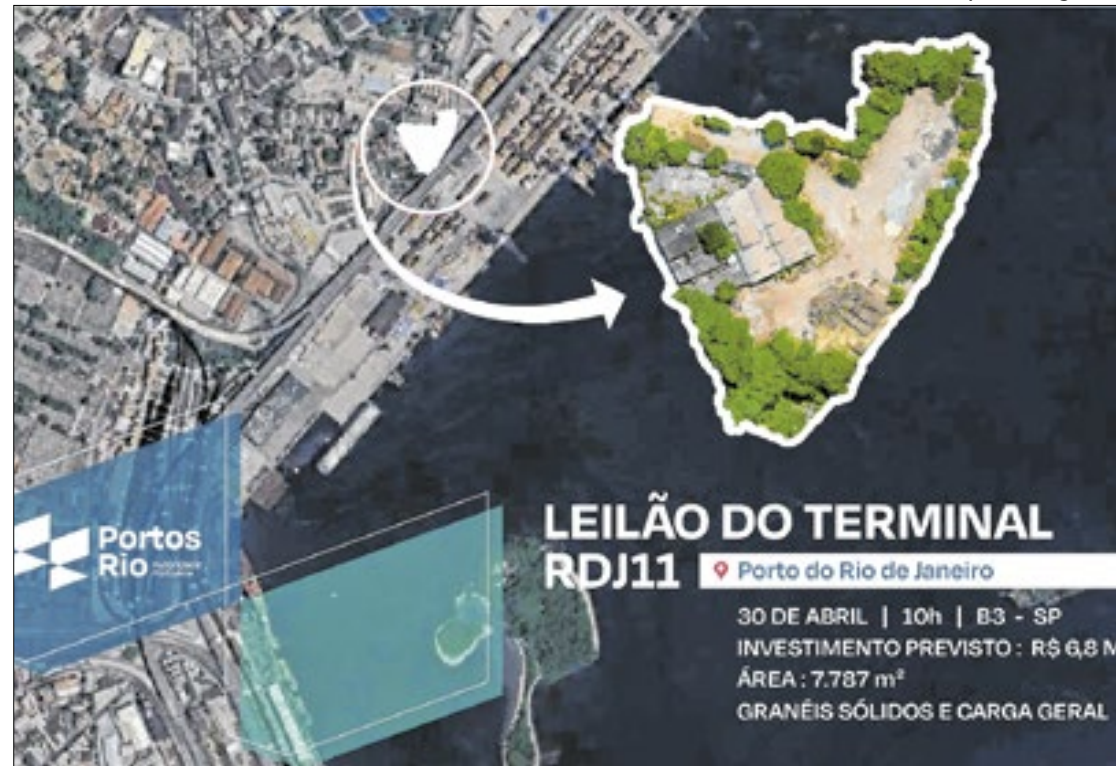 Portos
Rio
LEILÃO DO TERMINAL
RDJ11
Porto do Rio de Janeiro
30 DE ABRIL | 10h | B3 - SP
INVESTIMENTO PREVISTO : R$ 6,8 M
ÁREA : 7.787 m²
GRANÉIS SÓLIDOS E CARGA GERAL